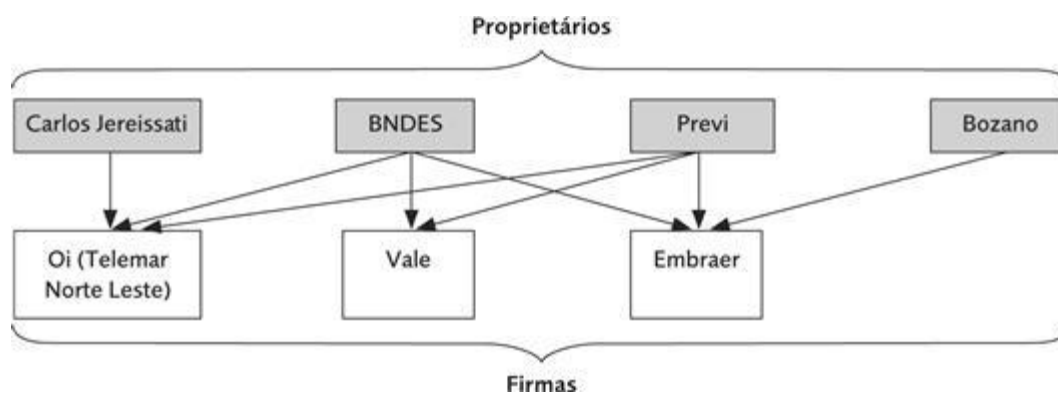 Proprietários
Carlos Jereissati
BNDES
Previ
Bozano
Oi (Telemar
Norte Leste)
Vale
Embraer
Firmas